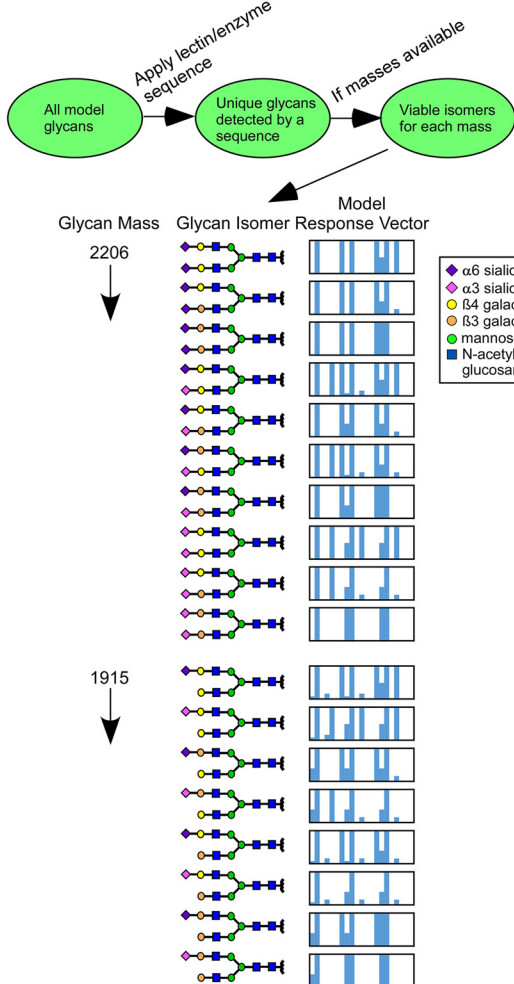 Apply lectin/enzyme
sequence
If masses available
All model
glycans
Unique glycans
detected by a
sequence
Viable isomers
for each mass
Model
Glycan Mass Glycan Isomer Response Vector
2206
α6 sialic
α3 sialic
ß4 galac
ß3 galac
mannos
N-acetyl
glucosa
1915